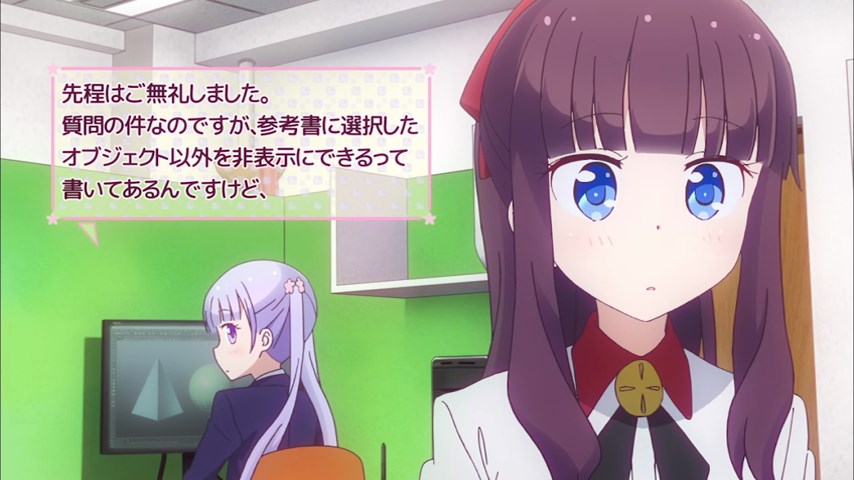 先程はご無礼しました。
質問の件なのですが、参考書に選択した
オブジェクト以外を非表示にできるって
書いてあるんですけど、